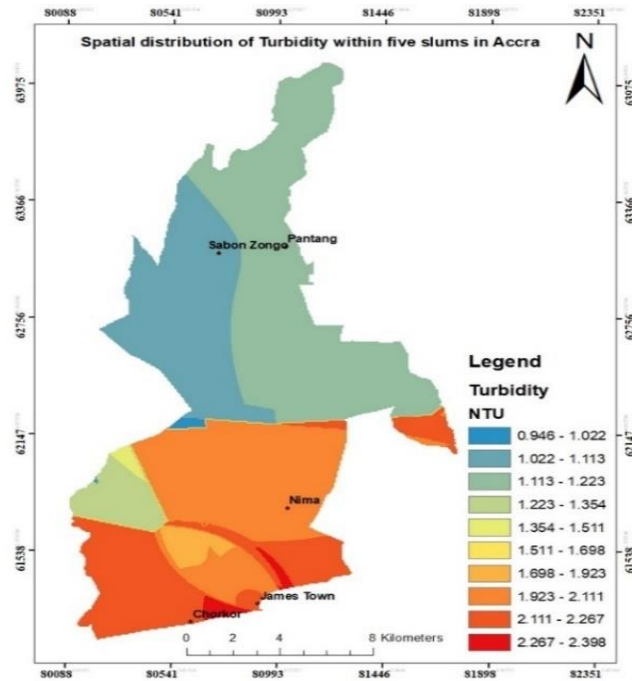 S0088 S0541 S0993 S1446 S1898 S2351
Spatial distribution of Turbidity within five slums in Accra
N
63975 63975
63366 63366
Sabon Zongo Pantang
62756 62756
Legend
Turbidity
NTU
62147 62147
0.946 - 1.022
1.022 - 1.113
1.113 - 1.223
1.223 - 1.354
1.354 - 1.511
1.511 - 1.698
1.698 - 1.923
1.923 - 2.111
2.111 - 2.267
2.267 - 2.398
Nima
61538 61538
James Town
Chorkor
0 1 2 4 8 Kilometers
S0088 S0541 S0993 S1446 S1898 S2351